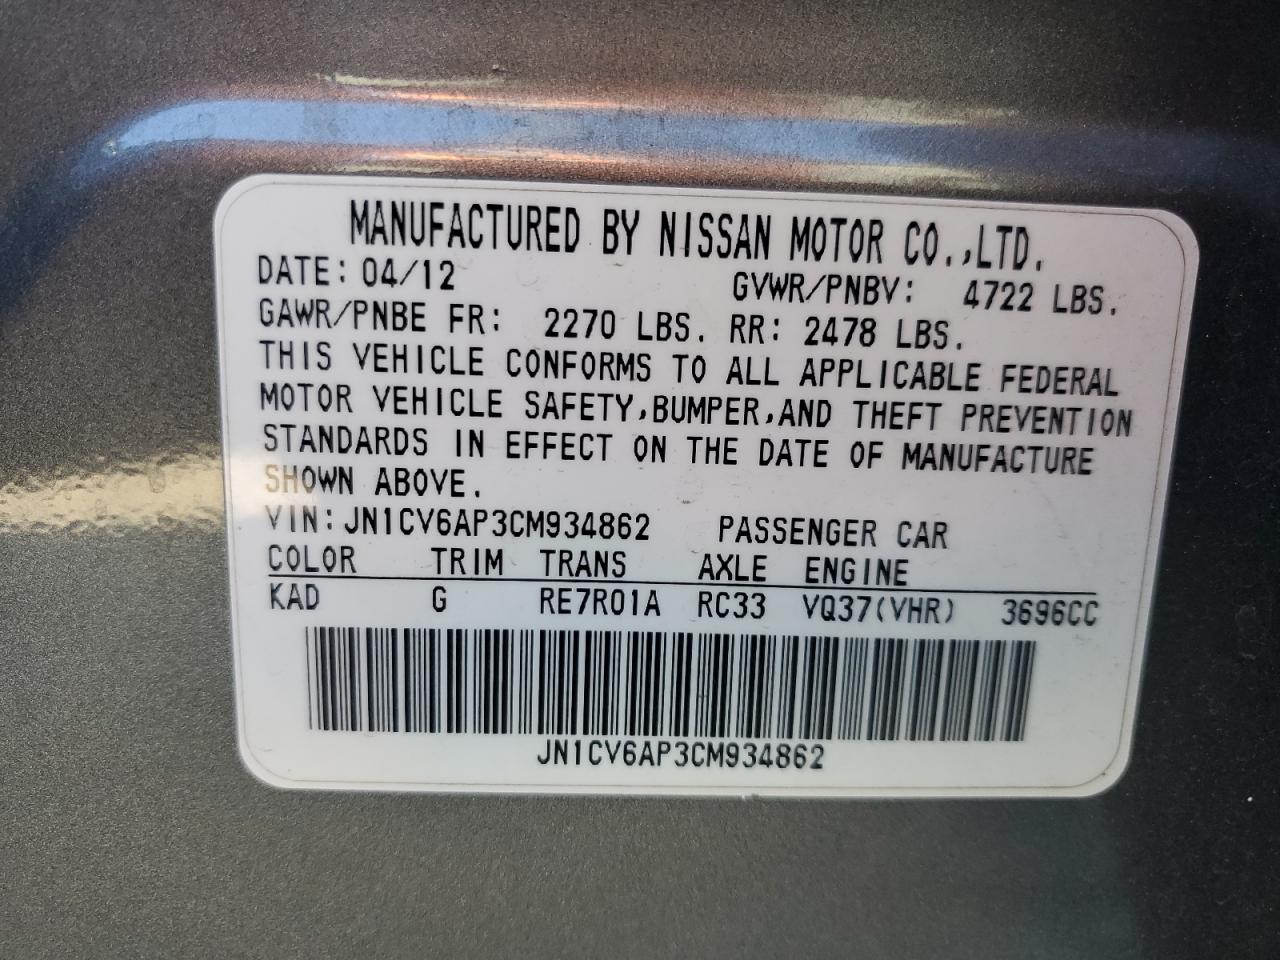 MANUFACTURED BY NISSAN MOTOR CO.,LTD.
DATE: 04/12 GVWR/PNBV: 4722 LBS.
GAWR/PNBE FR: 2270 LBS. RR: 2478 LBS.
THIS VEHICLE CONFORMS TO ALL APPLICABLE FEDERAL
MOTOR VEHICLE SAFETY,BUMPER,AND THEFT PREVENTION
STANDARDS IN EFFECT ON THE DATE OF MANUFACTURE
SHOWN ABOVE.
VIN:JN1CV6AP3CM934862 PASSENGER CAR
COLOR TRIM TRANS AXLE ENGINE
KAD G RE7R01A RC33 VQ37(VHR) 3696CC
JN1CV6AP3CM934862